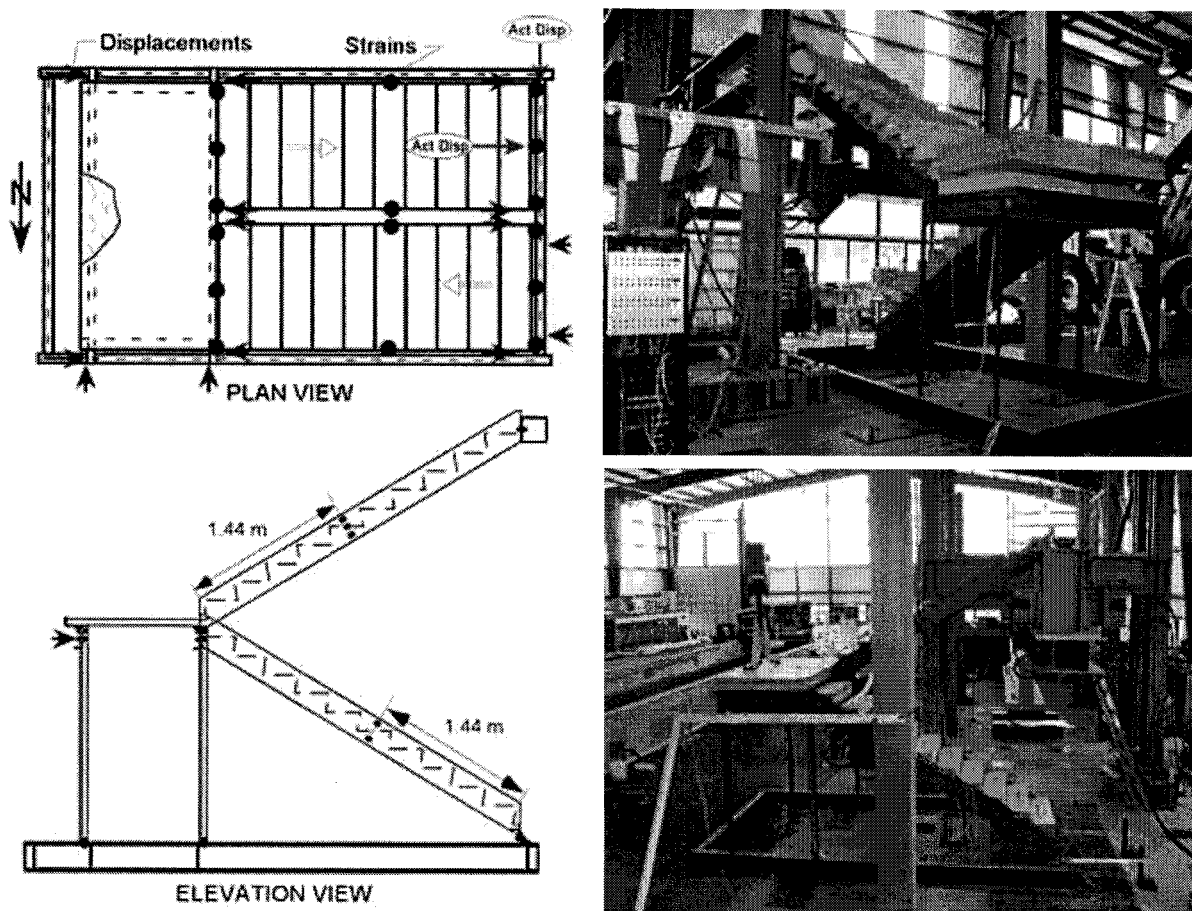 Act Disp
Displacements
Strains
Act Disp
N
PLAN VIEW
1.44 m
1.44 m
ELEVATION VIEW